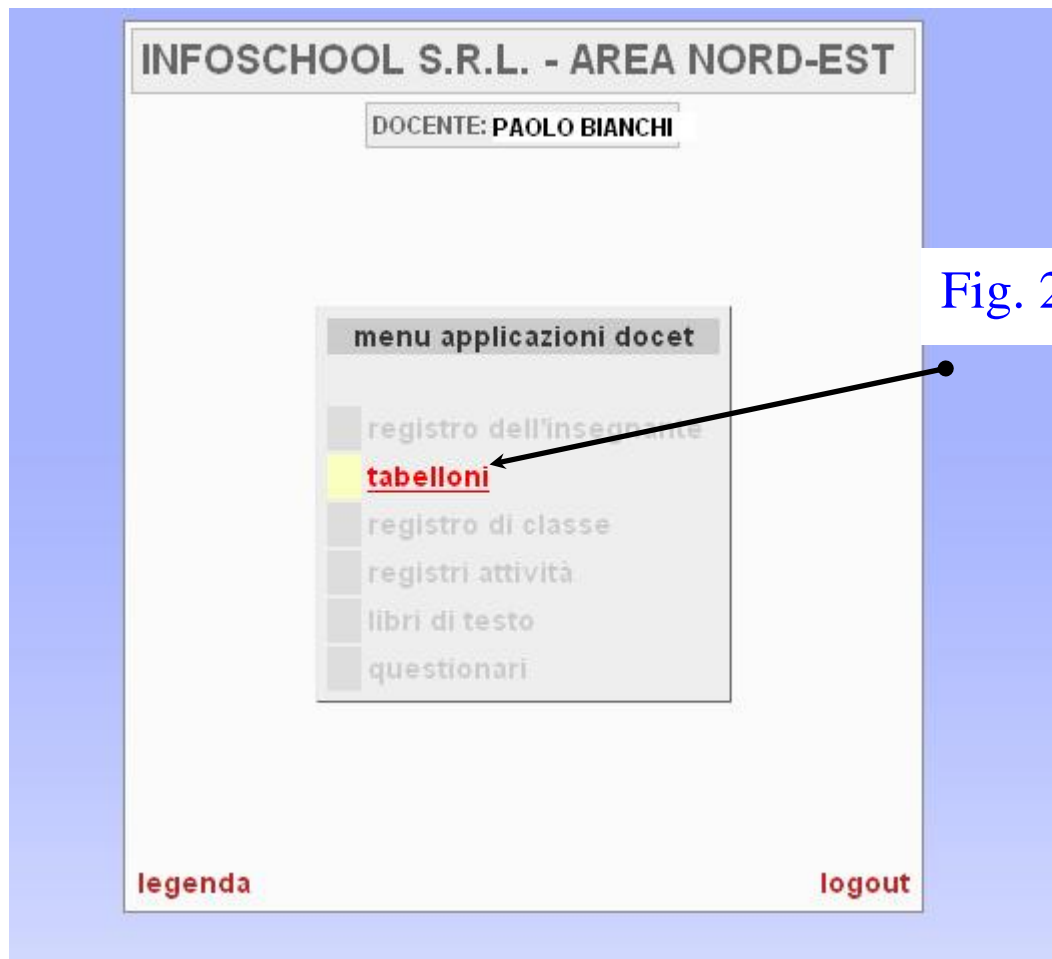 INFOSCHOOL S.R.L. - AREA NORD-EST
DOCENTE: PAOLO BIANCHI
Fig. 2
menu applicazioni docet
registro dell'insegnante
tabelloni
registro di classe
registri attività
libri di testo
questionari
legenda
logout